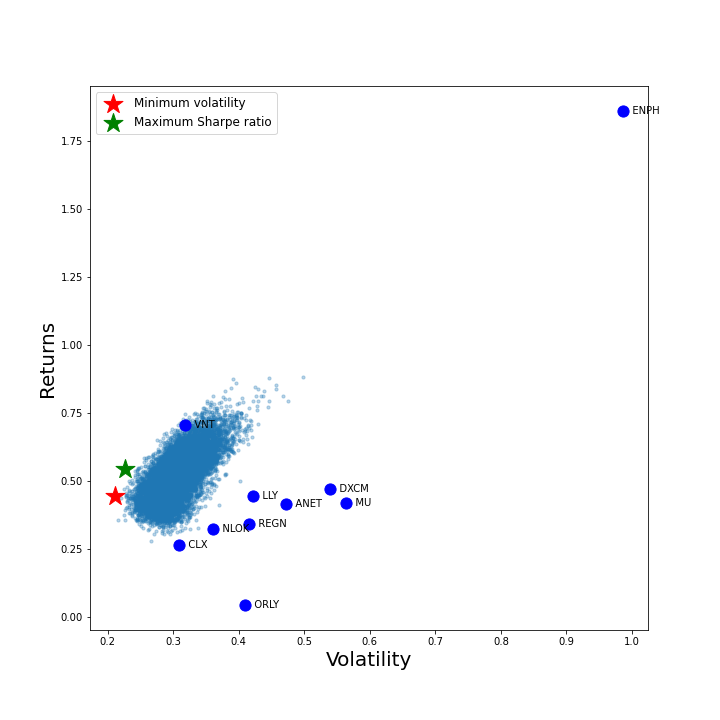 Minimum volatility
Maximum Sharpe ratio
ENPH
1.75
1.50
1.25
1.00
Returns
0.75
VNT
0.50
DXCM
LLY
MU
ANET
REGN
NLOK
0.25
CLX
ORLY
0.00
0.2 0.3 0.4 0.5 0.6 0.7 0.8 0.9 1.0
Volatility